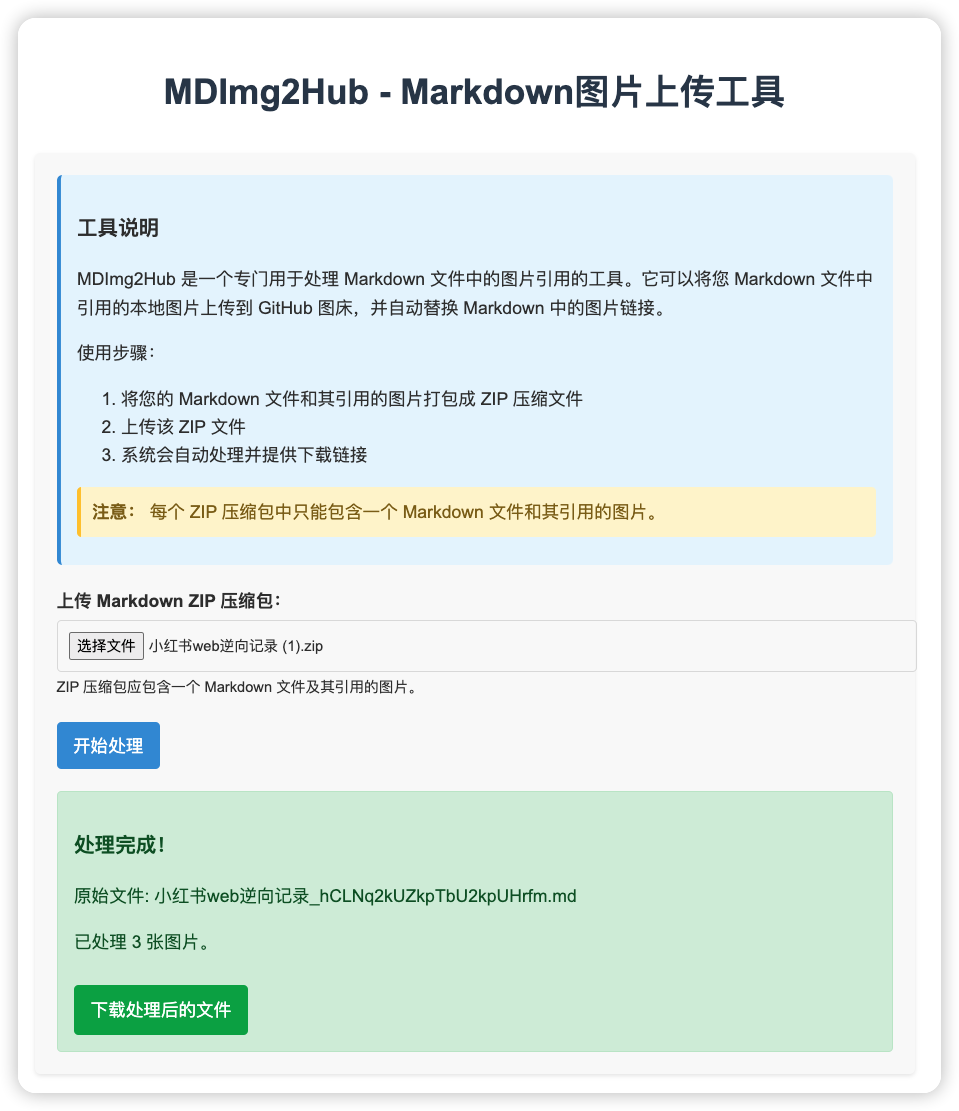 MDImg2Hub - Markdown图片上传工具
工具说明
MDImg2Hub 是一个专门用于处理 Markdown 文件中的图片引用的工具。它可以将您 Markdown 文件中
引用的本地图片上传到 GitHub 图床，并自动替换 Markdown 中的图片链接。
使用步骤：
1. 将您的 Markdown 文件和其引用的图片打包成 ZIP 压缩文件
2. 上传该 ZIP 文件
3. 系统会自动处理并提供下载链接
注意： 每个 ZIP 压缩包中只能包含一个 Markdown 文件和其引用的图片。
上传 Markdown ZIP 压缩包：
选择文件 小红书web逆向记录 (1).zip
ZIP 压缩包应包含一个 Markdown 文件及其引用的图片。
开始处理
处理完成！
原始文件: 小红书web逆向记录_hCLNq2kUZkpTbU2kpUHrfm.md
已处理 3 张图片。
下载处理后的文件